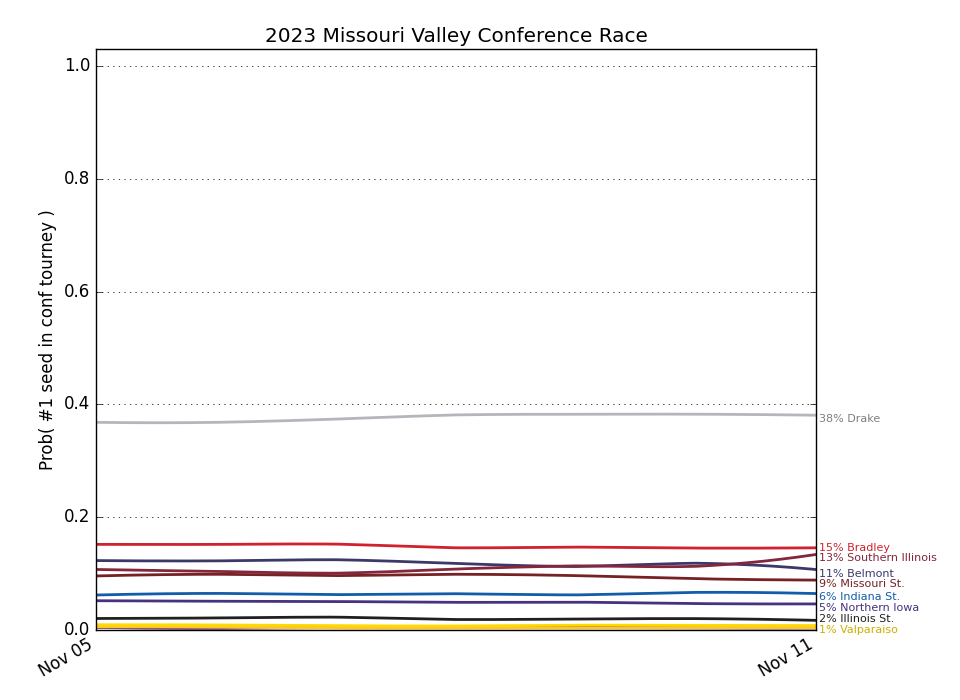 2023 Missouri Valley Conference Race
Prob( #1 seed in conf tourney )
1.0
0.8
0.6
0.4
0.2
0.0
Nov 05
Nov 11
38% Drake
15% Bradley
13% Southern Illinois
11% Belmont
9% Missouri St.
6% Indiana St.
5% Northern Iowa
2% Illinois St.
1% Valparaiso